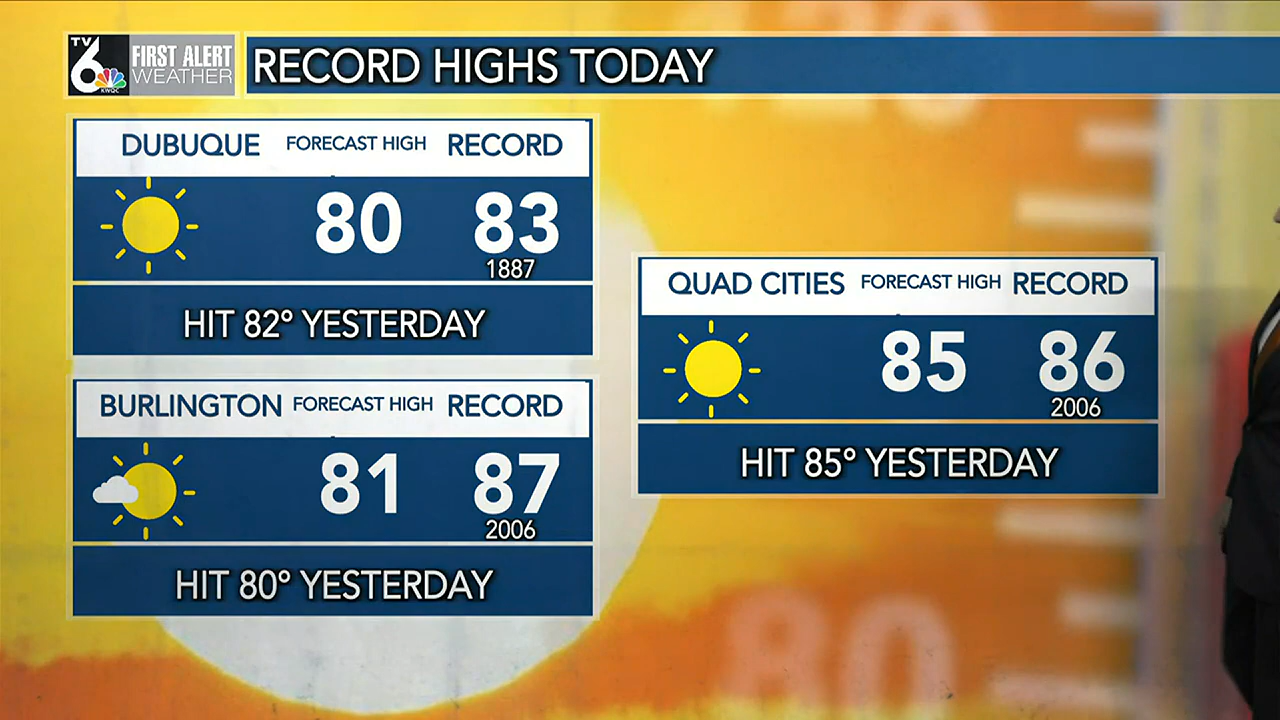 TV
6
KWQC
FIRST ALERT
WEATHER
RECORD HIGHS TODAY
DUBUQUE FORECAST HIGH RECORD
80 83
1887
HIT 82° YESTERDAY
BURLINGTON FORECAST HIGH RECORD
81 87
2006
HIT 80° YESTERDAY
QUAD CITIES FORECAST HIGH RECORD
85 86
2006
HIT 85° YESTERDAY
120
80